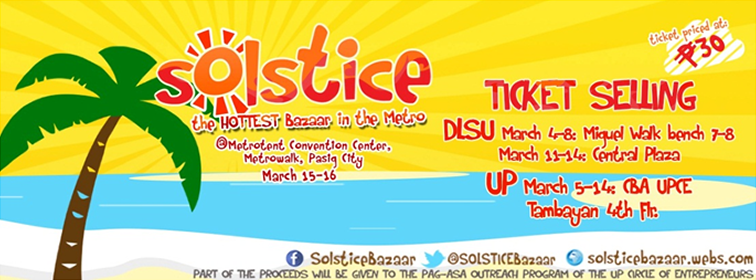 solstice
the HOTTEST Bazaar in the Metro
@Metrotent Convention Center,
Metrowalk, Pasig City
March 15-16
ticket priced at:
₱30
TICKET SELLING
DLSU March 4-8: Miguel Walk bench 7-8
March 11-14: Central Plaza
UP March 5-14: CBA UPCE
Tambayan 4th Flr.
SolsticeBazaar @SOLSTICEBazaar solsticebazaar.webs.com
PART OF THE PROCEEDS WILL BE GIVEN TO THE PAG-ASA OUTREACH PROGRAM OF THE UP CIRCLE OF ENTREPRENEURS